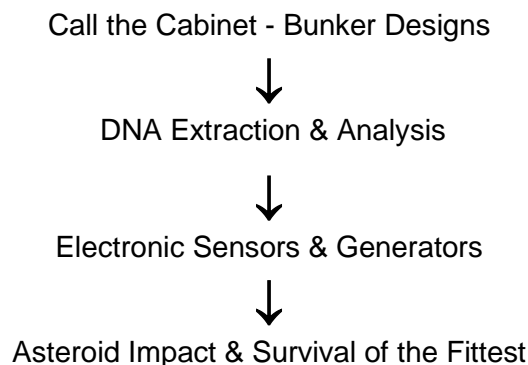 Call the Cabinet - Bunker Designs
DNA Extraction & Analysis
Electronic Sensors & Generators
Asteroid Impact & Survival of the Fittest